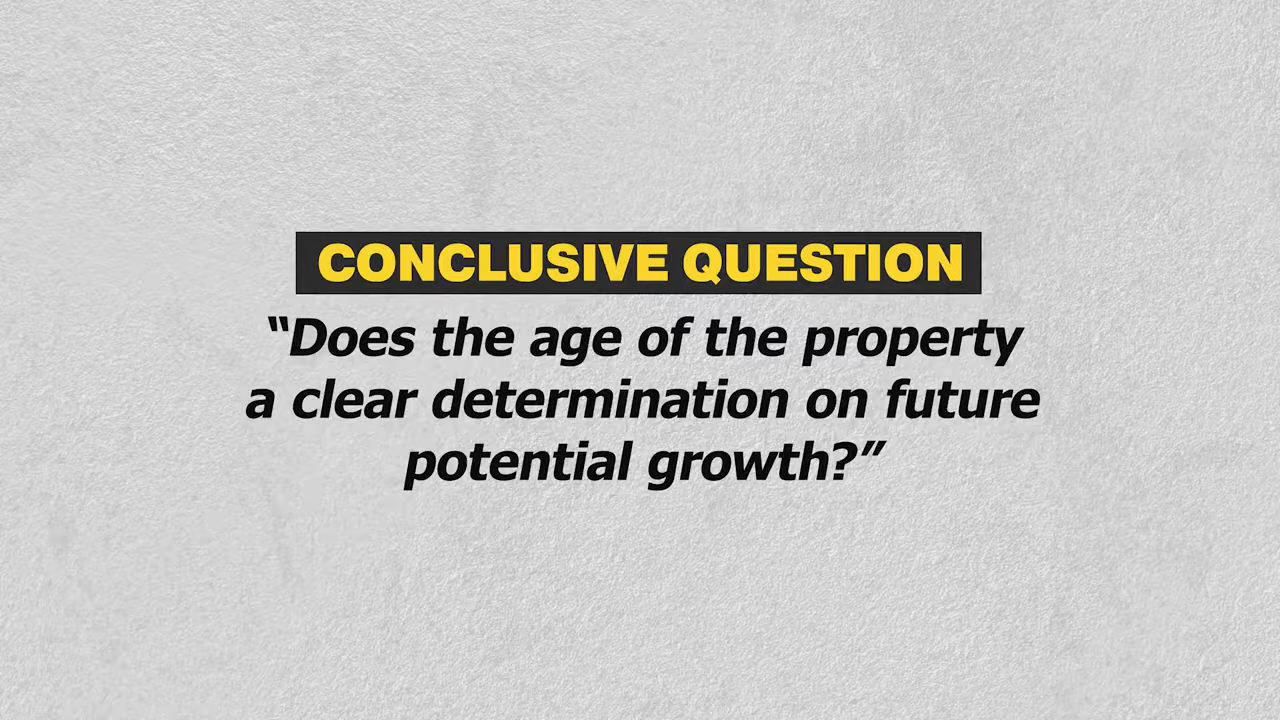 CONCLUSIVE QUESTION
“Does the age of the property
a clear determination on future
potential growth?”